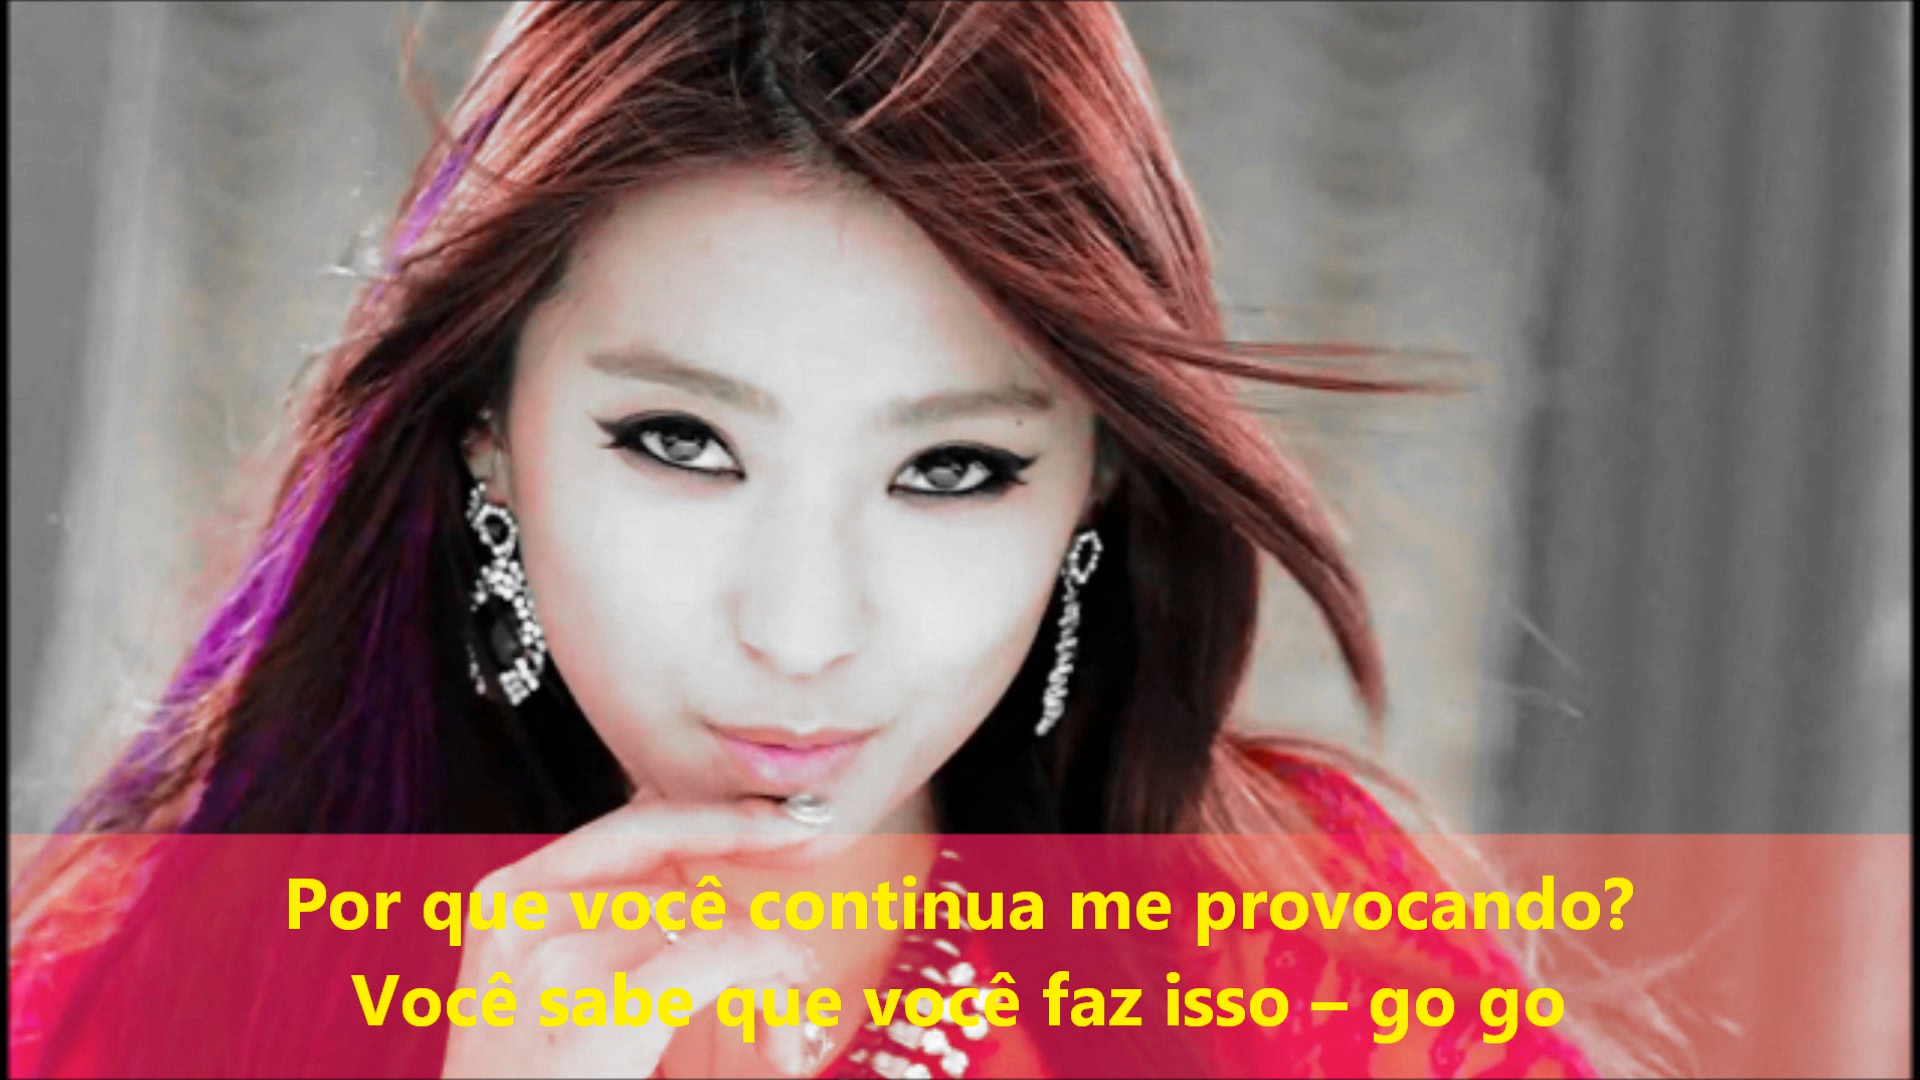 Por que você continua me provocando?
Você sabe que você faz isso – go go